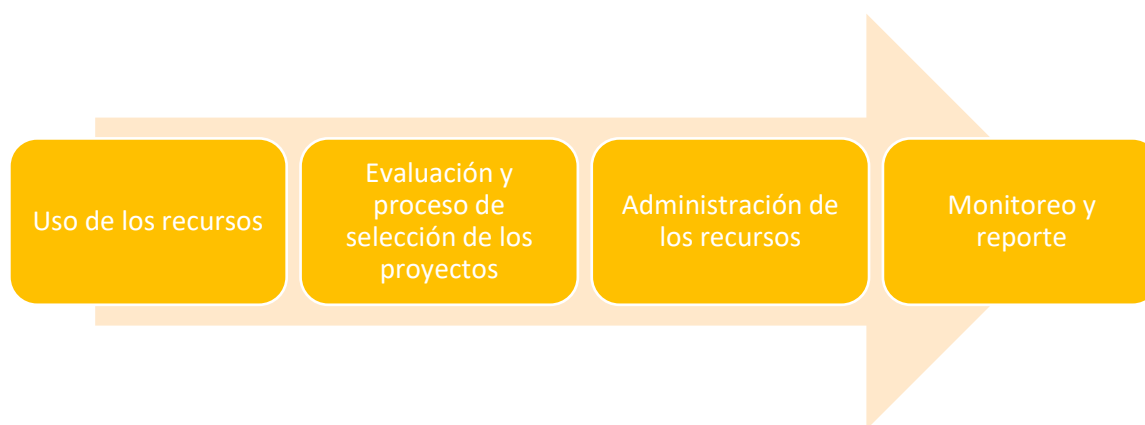 Uso de los recursos
Evaluación y
proceso de
selección de los
proyectos
Administración de
los recursos
Monitoreo y
reporte